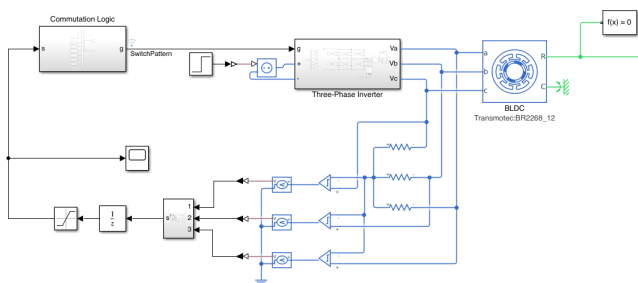 Commutation Logic
f(x) = 0
s
g
SwitchPattern
g
+
-
Va
Vb
Vc
Three-Phase Inverter
a
b
c
R
C
BLDC
Transmotec:BR2268_12
1
2
3
s
1
z